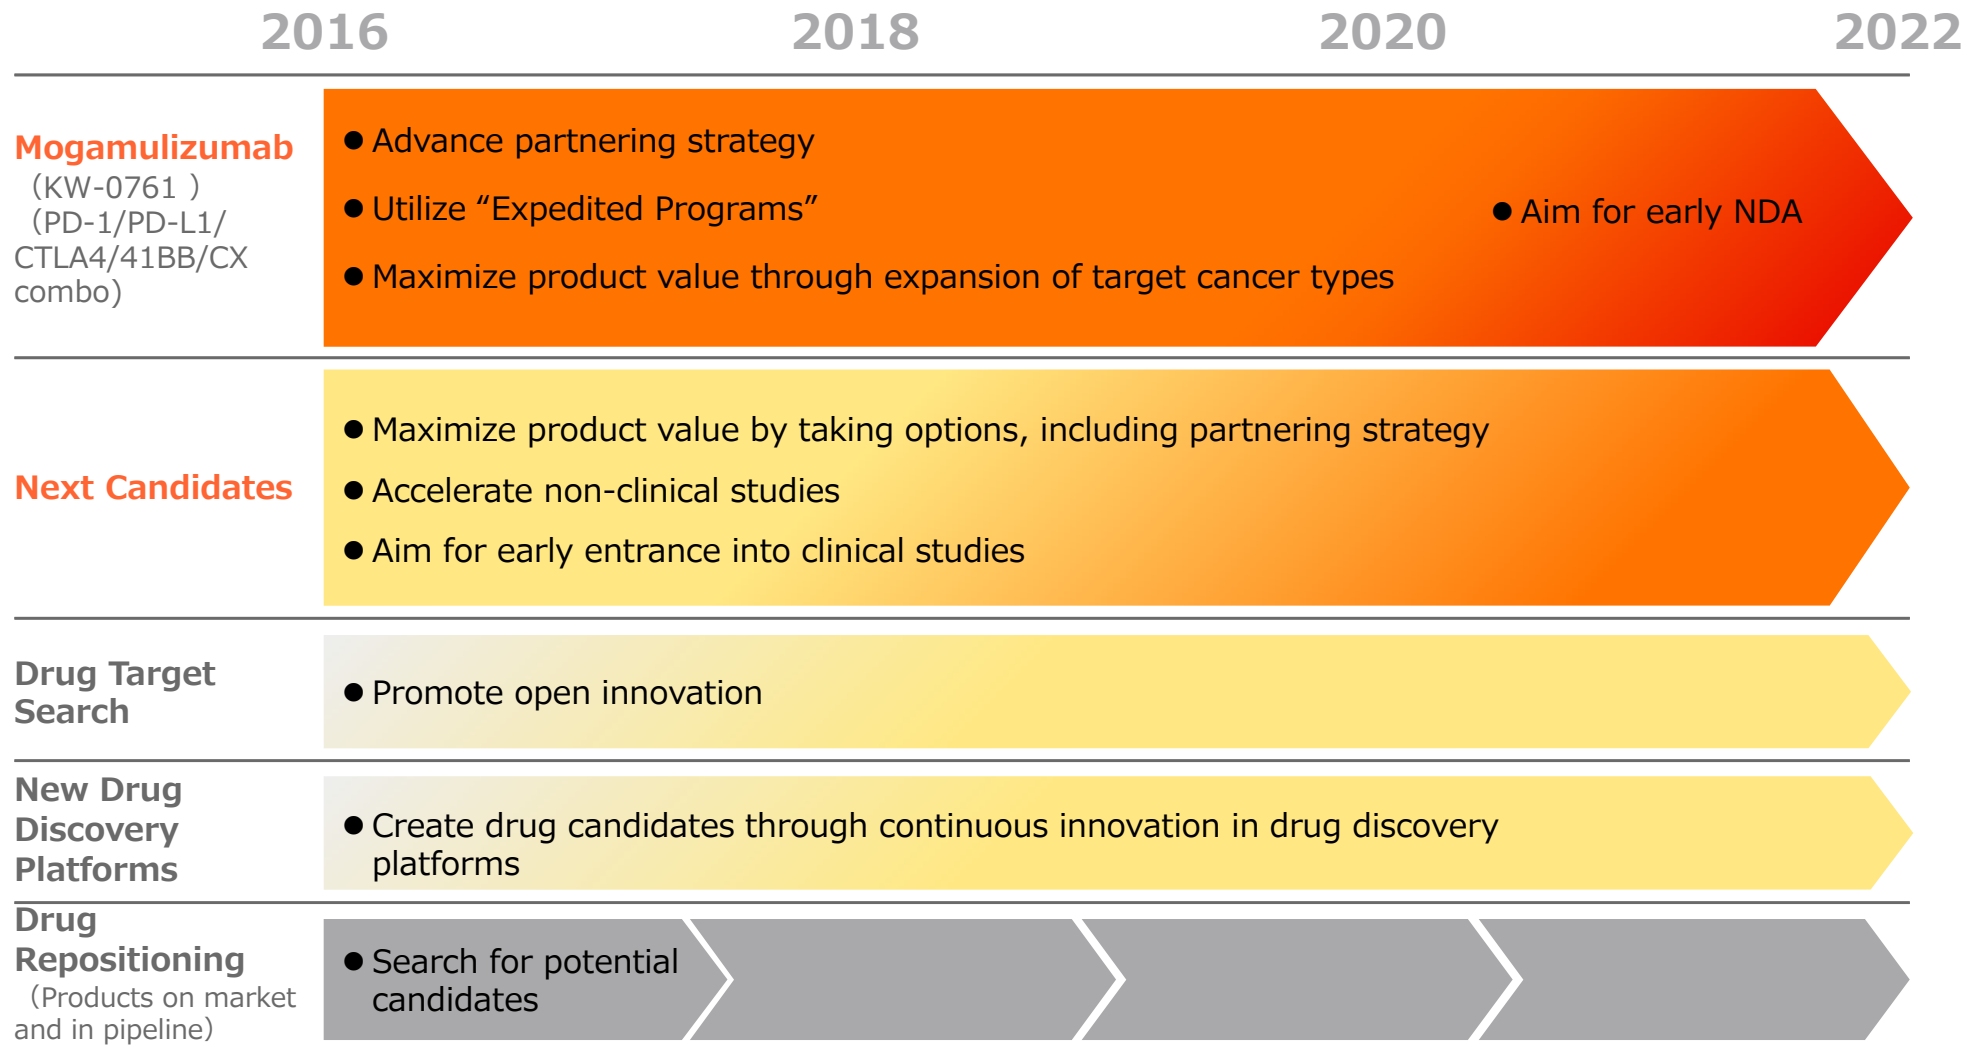 2016 2018 2020 2022
Mogamulizumab
（KW-0761 ）
（PD-1/PD-L1/
CTLA4/41BB/CX
combo)
● Advance partnering strategy
● Utilize “Expedited Programs”
● Maximize product value through expansion of target cancer types
● Aim for early NDA
Next Candidates
● Maximize product value by taking options, including partnering strategy
● Accelerate non-clinical studies
● Aim for early entrance into clinical studies
Drug Target
Search
● Promote open innovation
New Drug
Discovery
Platforms
● Create drug candidates through continuous innovation in drug discovery
platforms
Drug
Repositioning
（Products on market
and in pipeline）
● Search for potential
candidates